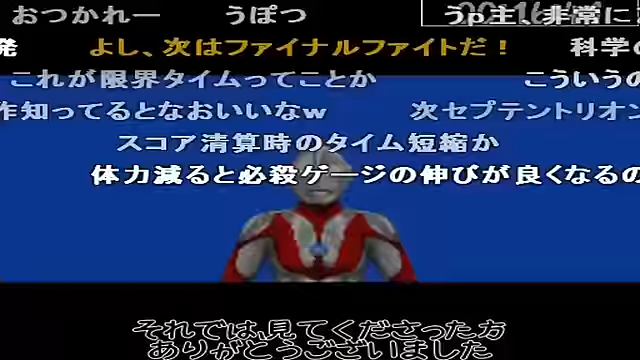 おつかれー うぽつ うp主、非常に
発 よし、次はファイナルファイトだ！ 科学の
これが限界タイムってことか こういうの
作知ってるとなおいいなw 次セプテントリオン
スコア清算時のタイム短縮か
体力減ると必殺ゲージの伸びが良くなるの
それでは、見てくださった方
ありがとうございました